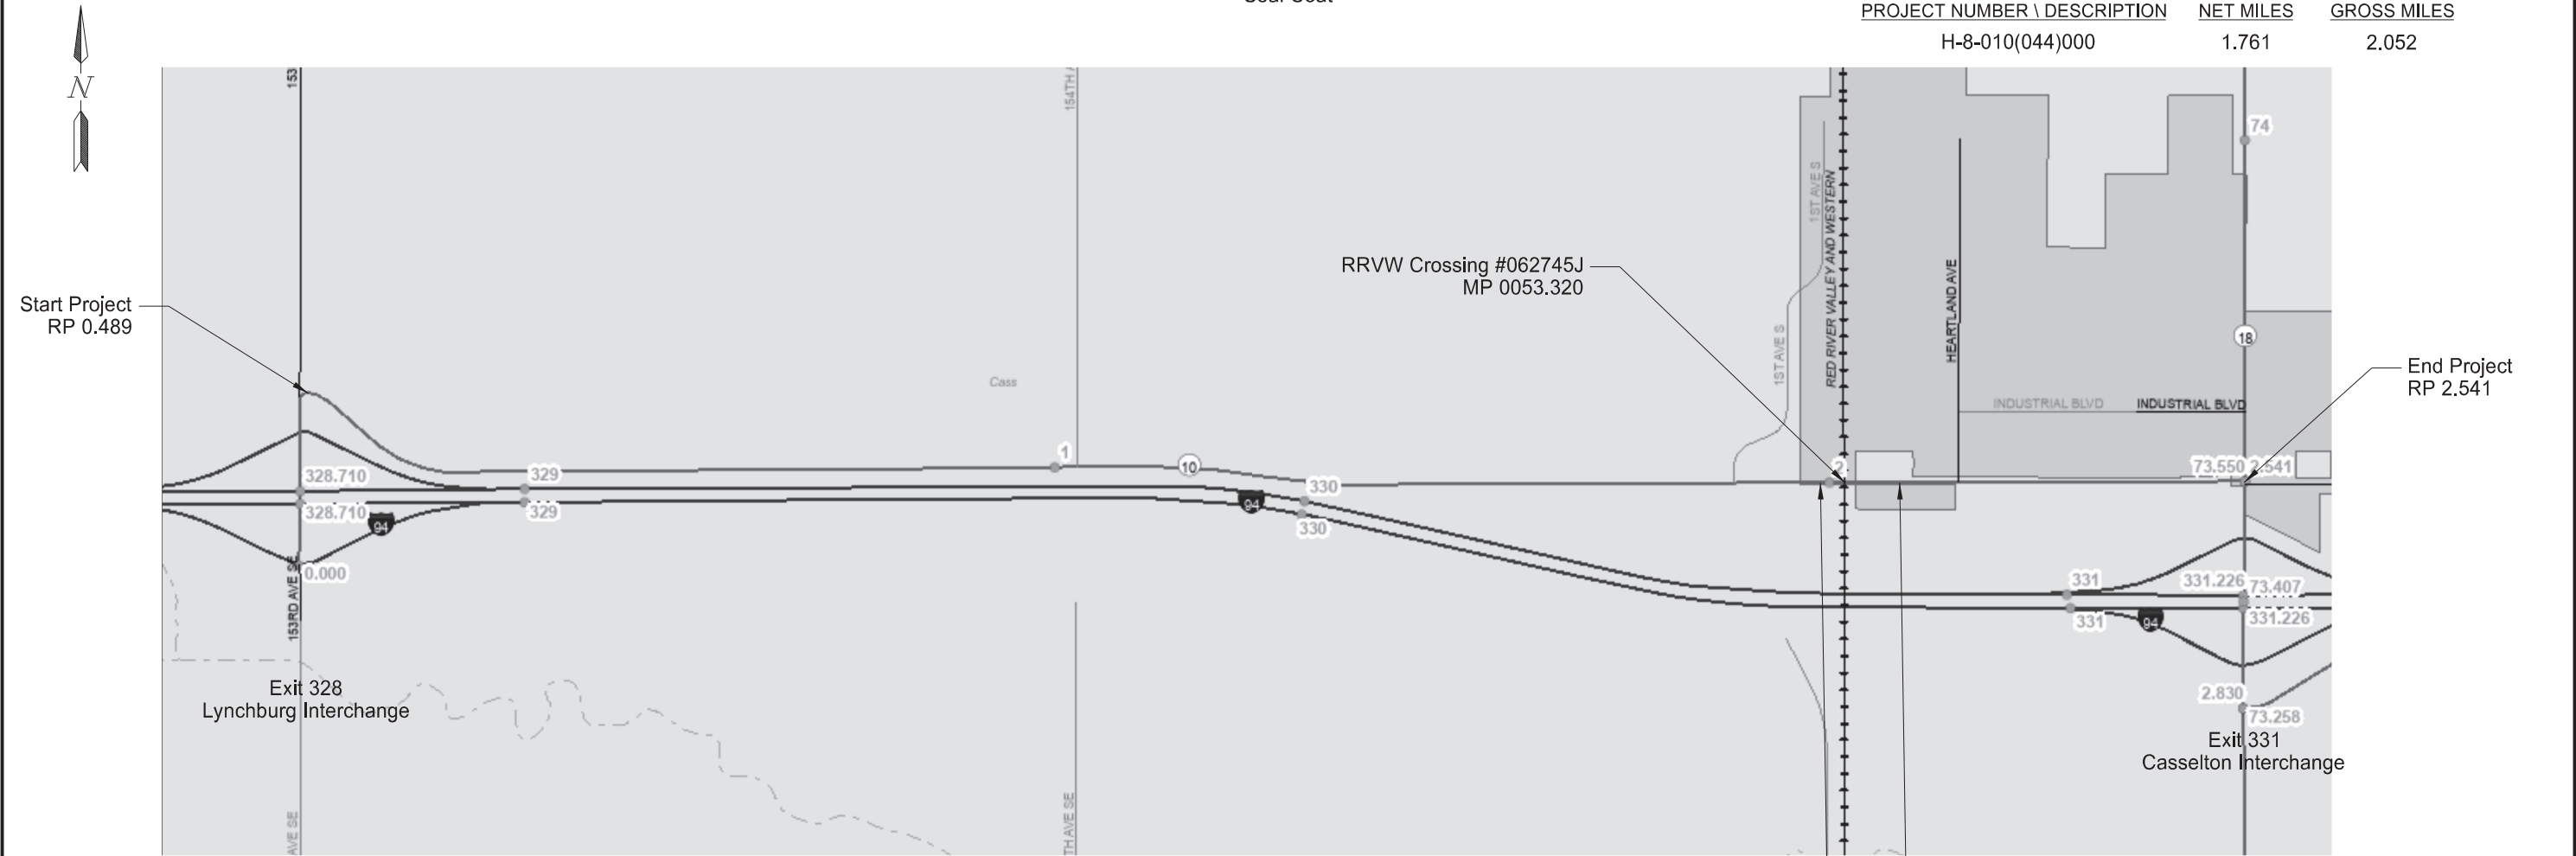 PROJECT NUMBER \ DESCRIPTION NET MILES GROSS MILES
H-8-010(044)000 1.761 2.052
N
153
154TH A
74
1ST AVE S
RED RIVER VALLEY AND WESTERN
RRVW Crossing #062745J
MP 0053.320
HEARTLAND AVE
Start Project
RP 0.489
18
1ST AVE S
End Project
RP 2.541
Cass
INDUSTRIAL BLVD INDUSTRIAL BLVD
1
10
328.710
329
330
2.
73.550 2.541
328.710
329
94
94
330
0.000
153RD AVE SE
331
331.226
73.407
331
94
331.226
Exit 328
Lynchburg Interchange
2.830
73.258
Exit 331
Casselton Interchange
AVE SE
TH AVE SE